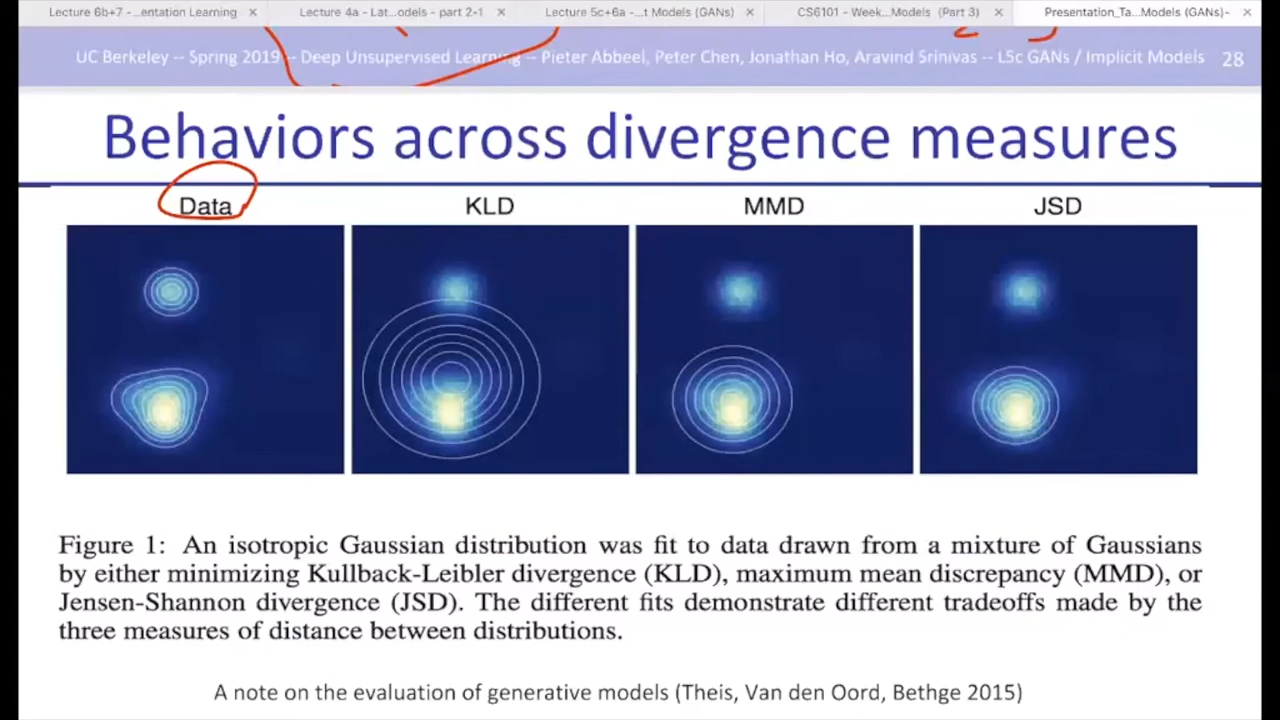 Lecture 6b+7 - ...entation Learning × Lecture 4a - Lat...odels - part 2-1 × Lecture 5c+6a -...t Models (GANs) × CS6101 - Week...Models (Part 3) × Presentation_Ta...Models (GANs)- ×
UC Berkeley -- Spring 2019 -- Deep Unsupervised Learning -- Pieter Abbeel, Peter Chen, Jonathan Ho, Aravind Srinivas -- L5c GANs / Implicit Models 28
Behaviors across divergence measures
Data KLD MMD JSD
Figure 1: An isotropic Gaussian distribution was fit to data drawn from a mixture of Gaussians
by either minimizing Kullback-Leibler divergence (KLD), maximum mean discrepancy (MMD), or
Jensen-Shannon divergence (JSD). The different fits demonstrate different tradeoffs made by the
three measures of distance between distributions.
A note on the evaluation of generative models (Theis, Van den Oord, Bethge 2015)